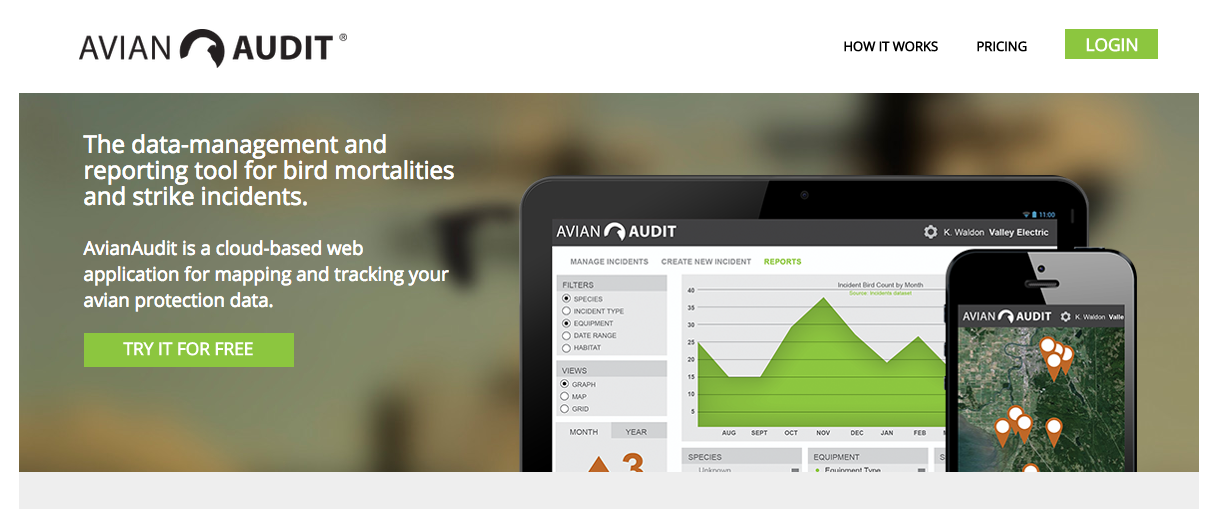 AVIAN AUDIT ®
HOW IT WORKS
PRICING
LOGIN
The data-management and
reporting tool for bird mortalities
and strike incidents.
AvianAudit is a cloud-based web
application for mapping and tracking your
avian protection data.
TRY IT FOR FREE
11:00
AVIAN AUDIT
K. Waldon Valley Electric
MANAGE INCIDENTS
CREATE NEW INCIDENT
REPORTS
FILTERS
SPECIES
INCIDENT TYPE
EQUIPMENT
DATE RANGE
HABITAT
VIEWS
GRAPH
MAP
GRID
MONTH
YEAR
3
Incident Bird Count by Month
Source: Incidents dataset
40
35
30
25
20
15
10
5
AUG SEPT OCT NOV DEC JAN FEB
SPECIES
Unknown
EQUIPMENT
Equipment Type
S
AVIAN AUDIT
K. Waldon Valle